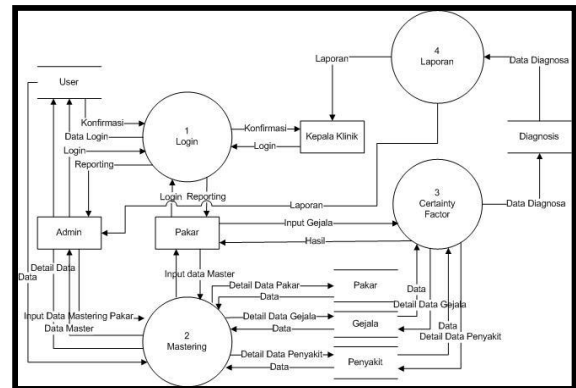 4
Laporan
Data Diagnosa
Laporan
User
Konfirmasi
1
Login
Konfirmasi
Kepala Klinik
Diagnosis
Data Login
Login
Login
Reporting
3
Certainty
Factor
Login
Reporting
Laporan
Data Diagnosa
Admin
Pakar
Input Gejala
Hasil
Detail Data
Data
Input data Master
Detail Data Pakar
Pakar
Data
Data
Detail Data Gejala
Input Data Mastering Pakar
Detail Data Gejala
Gejala
Data Master
2
Mastering
Data
Data
Detail Data Penyakit
Detail Data Penyakit
Penyakit
Data